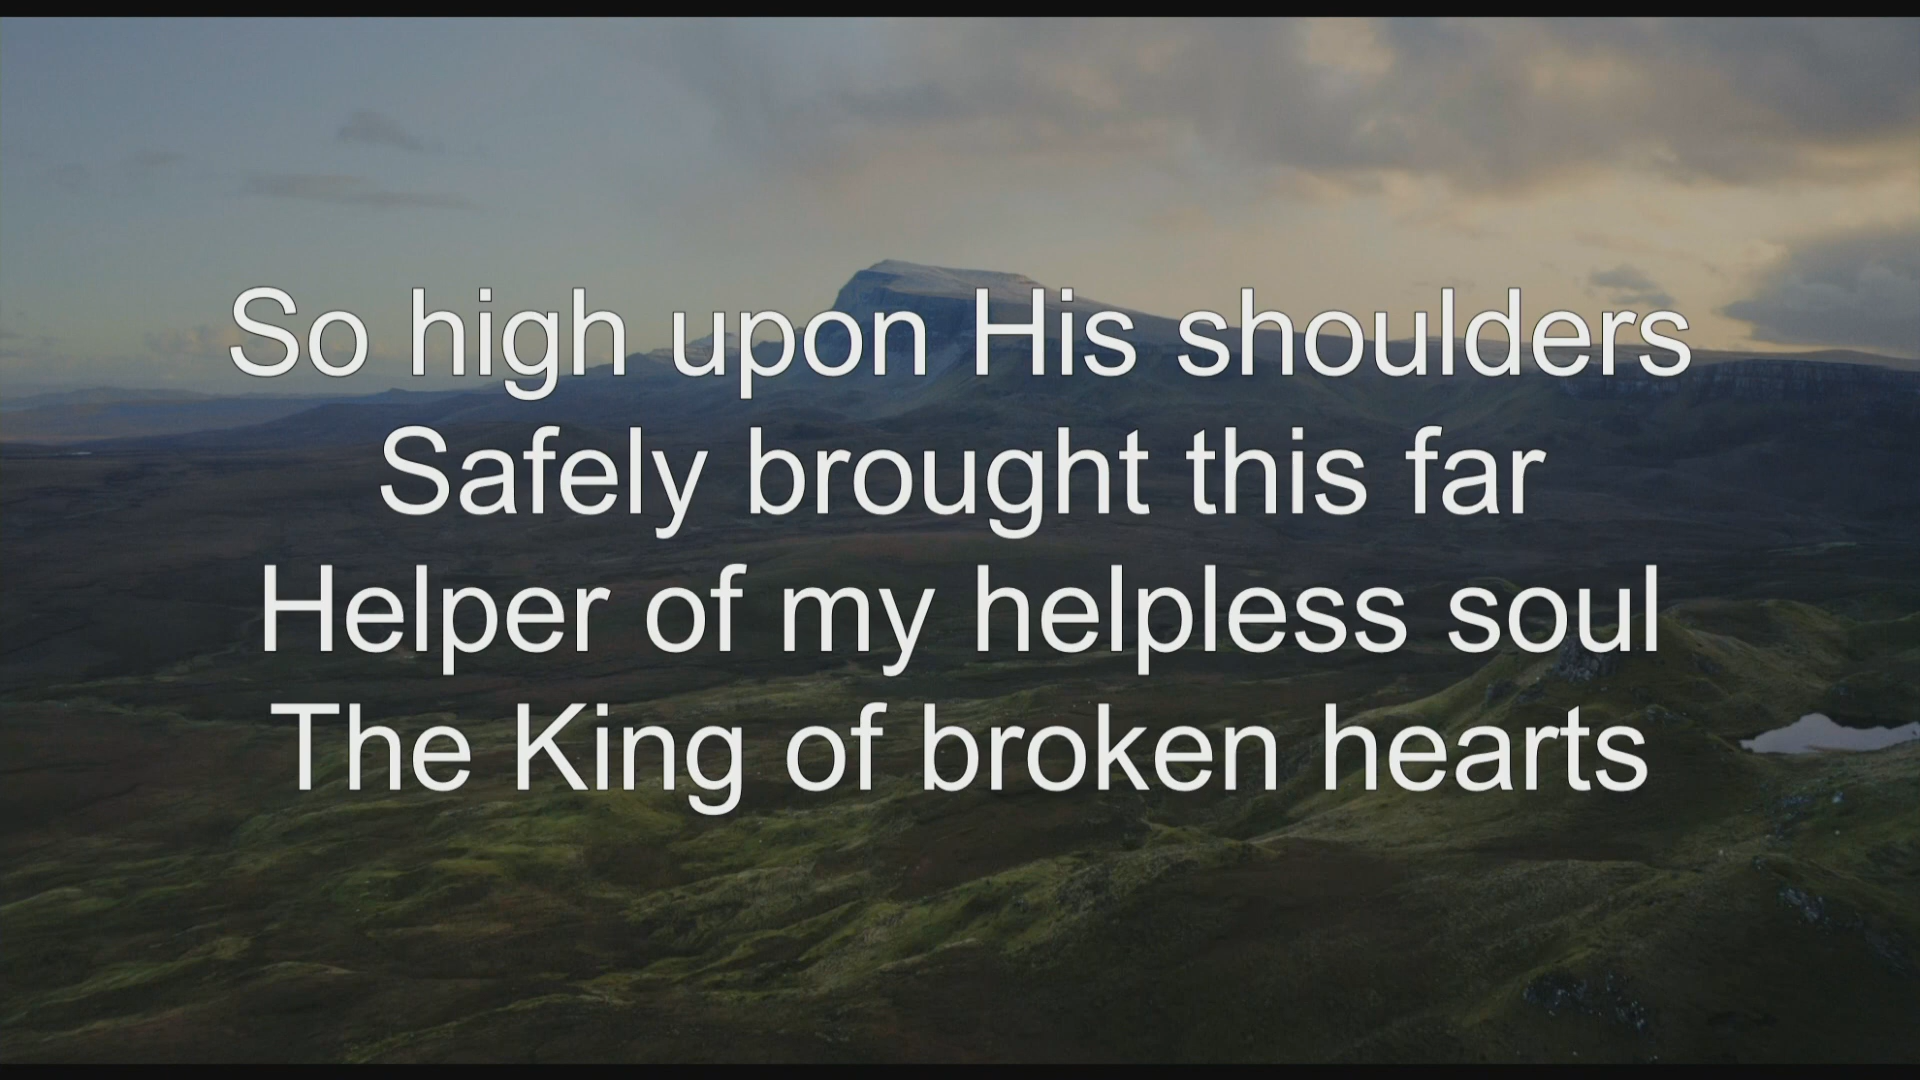 So high upon His shoulders
Safely brought this far
Helper of my helpless soul
The King of broken hearts